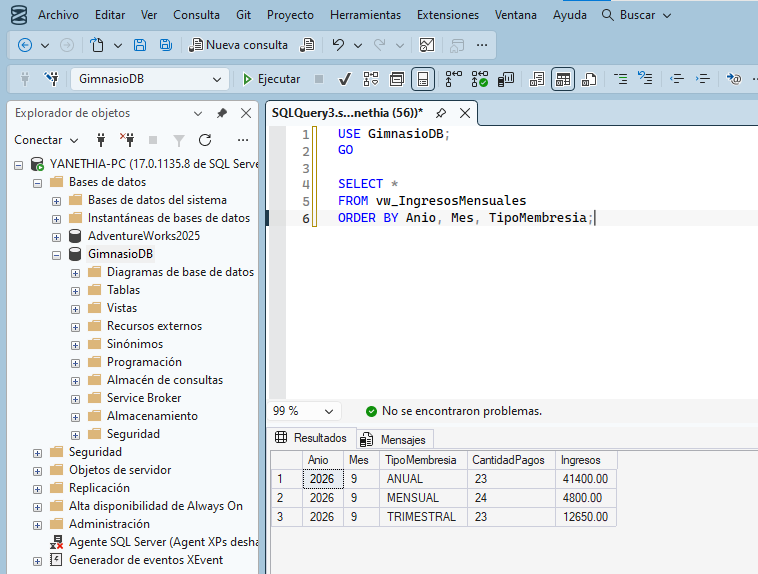 Archivo Editar Ver Consulta Git Proyecto Herramientas Extensiones Ventana Ayuda Buscar
Nueva consulta
GimnasioDB Ejecutar
Explorador de objetos
Conectar
YANETHIA-PC (17.0.1135.8 de SQL Serve
Bases de datos
Bases de datos del sistema
Instantáneas de bases de datos
AdventureWorks2025
GimnasioDB
Diagramas de base de datos
Tablas
Vistas
Recursos externos
Sinónimos
Programación
Almacén de consultas
Service Broker
Almacenamiento
Seguridad
Seguridad
Objetos de servidor
Replicación
Alta disponibilidad de Always On
Administración
Agente SQL Server (Agent XPs desha
Generador de eventos XEvent
SQLQuery3.s...nethia (56))*
1 USE GimnasioDB;
2 GO
3
4 SELECT *
5 FROM vw_IngresosMensuales
6 ORDER BY Anio, Mes, TipoMembresia;
99 % No se encontraron problemas.
Resultados Mensajes
Anio Mes TipoMembresia CantidadPagos Ingresos
1 2026 9 ANUAL 23 41400.00
2 2026 9 MENSUAL 24 4800.00
3 2026 9 TRIMESTRAL 23 12650.00